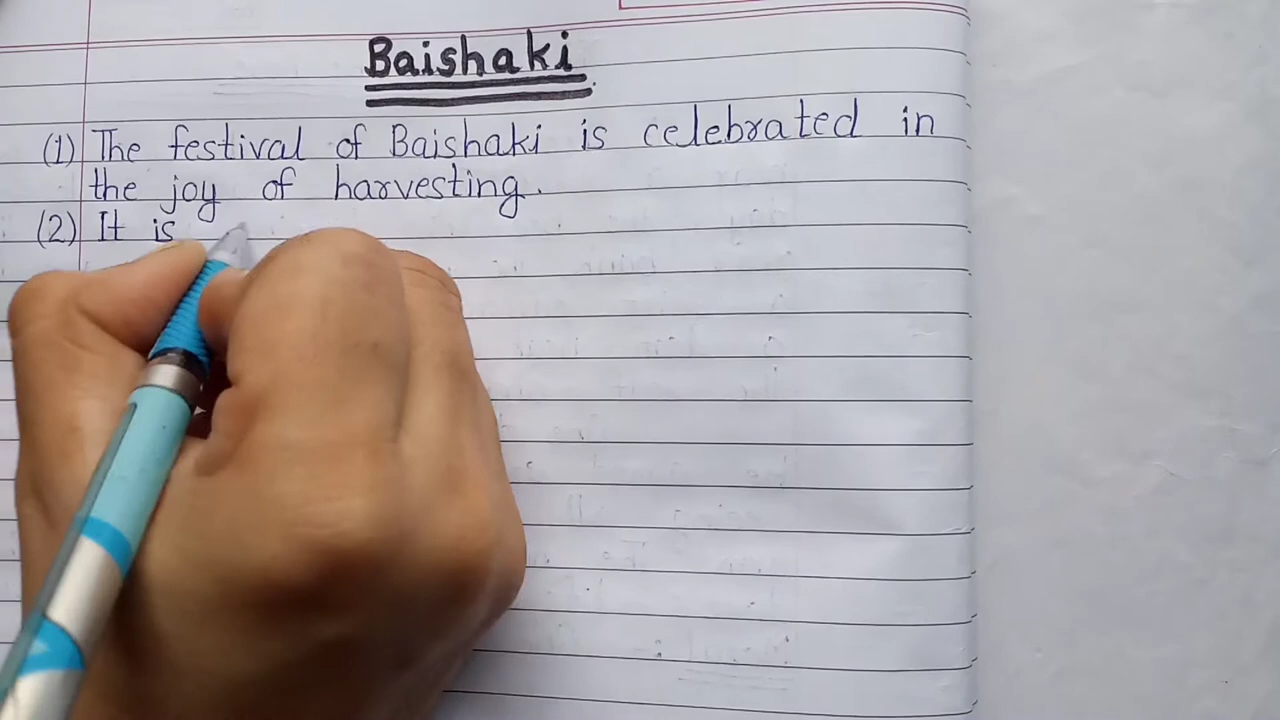 Baishaki
(1) The festival of Baishaki is celebrated in
the joy of harvesting.
(2) It is